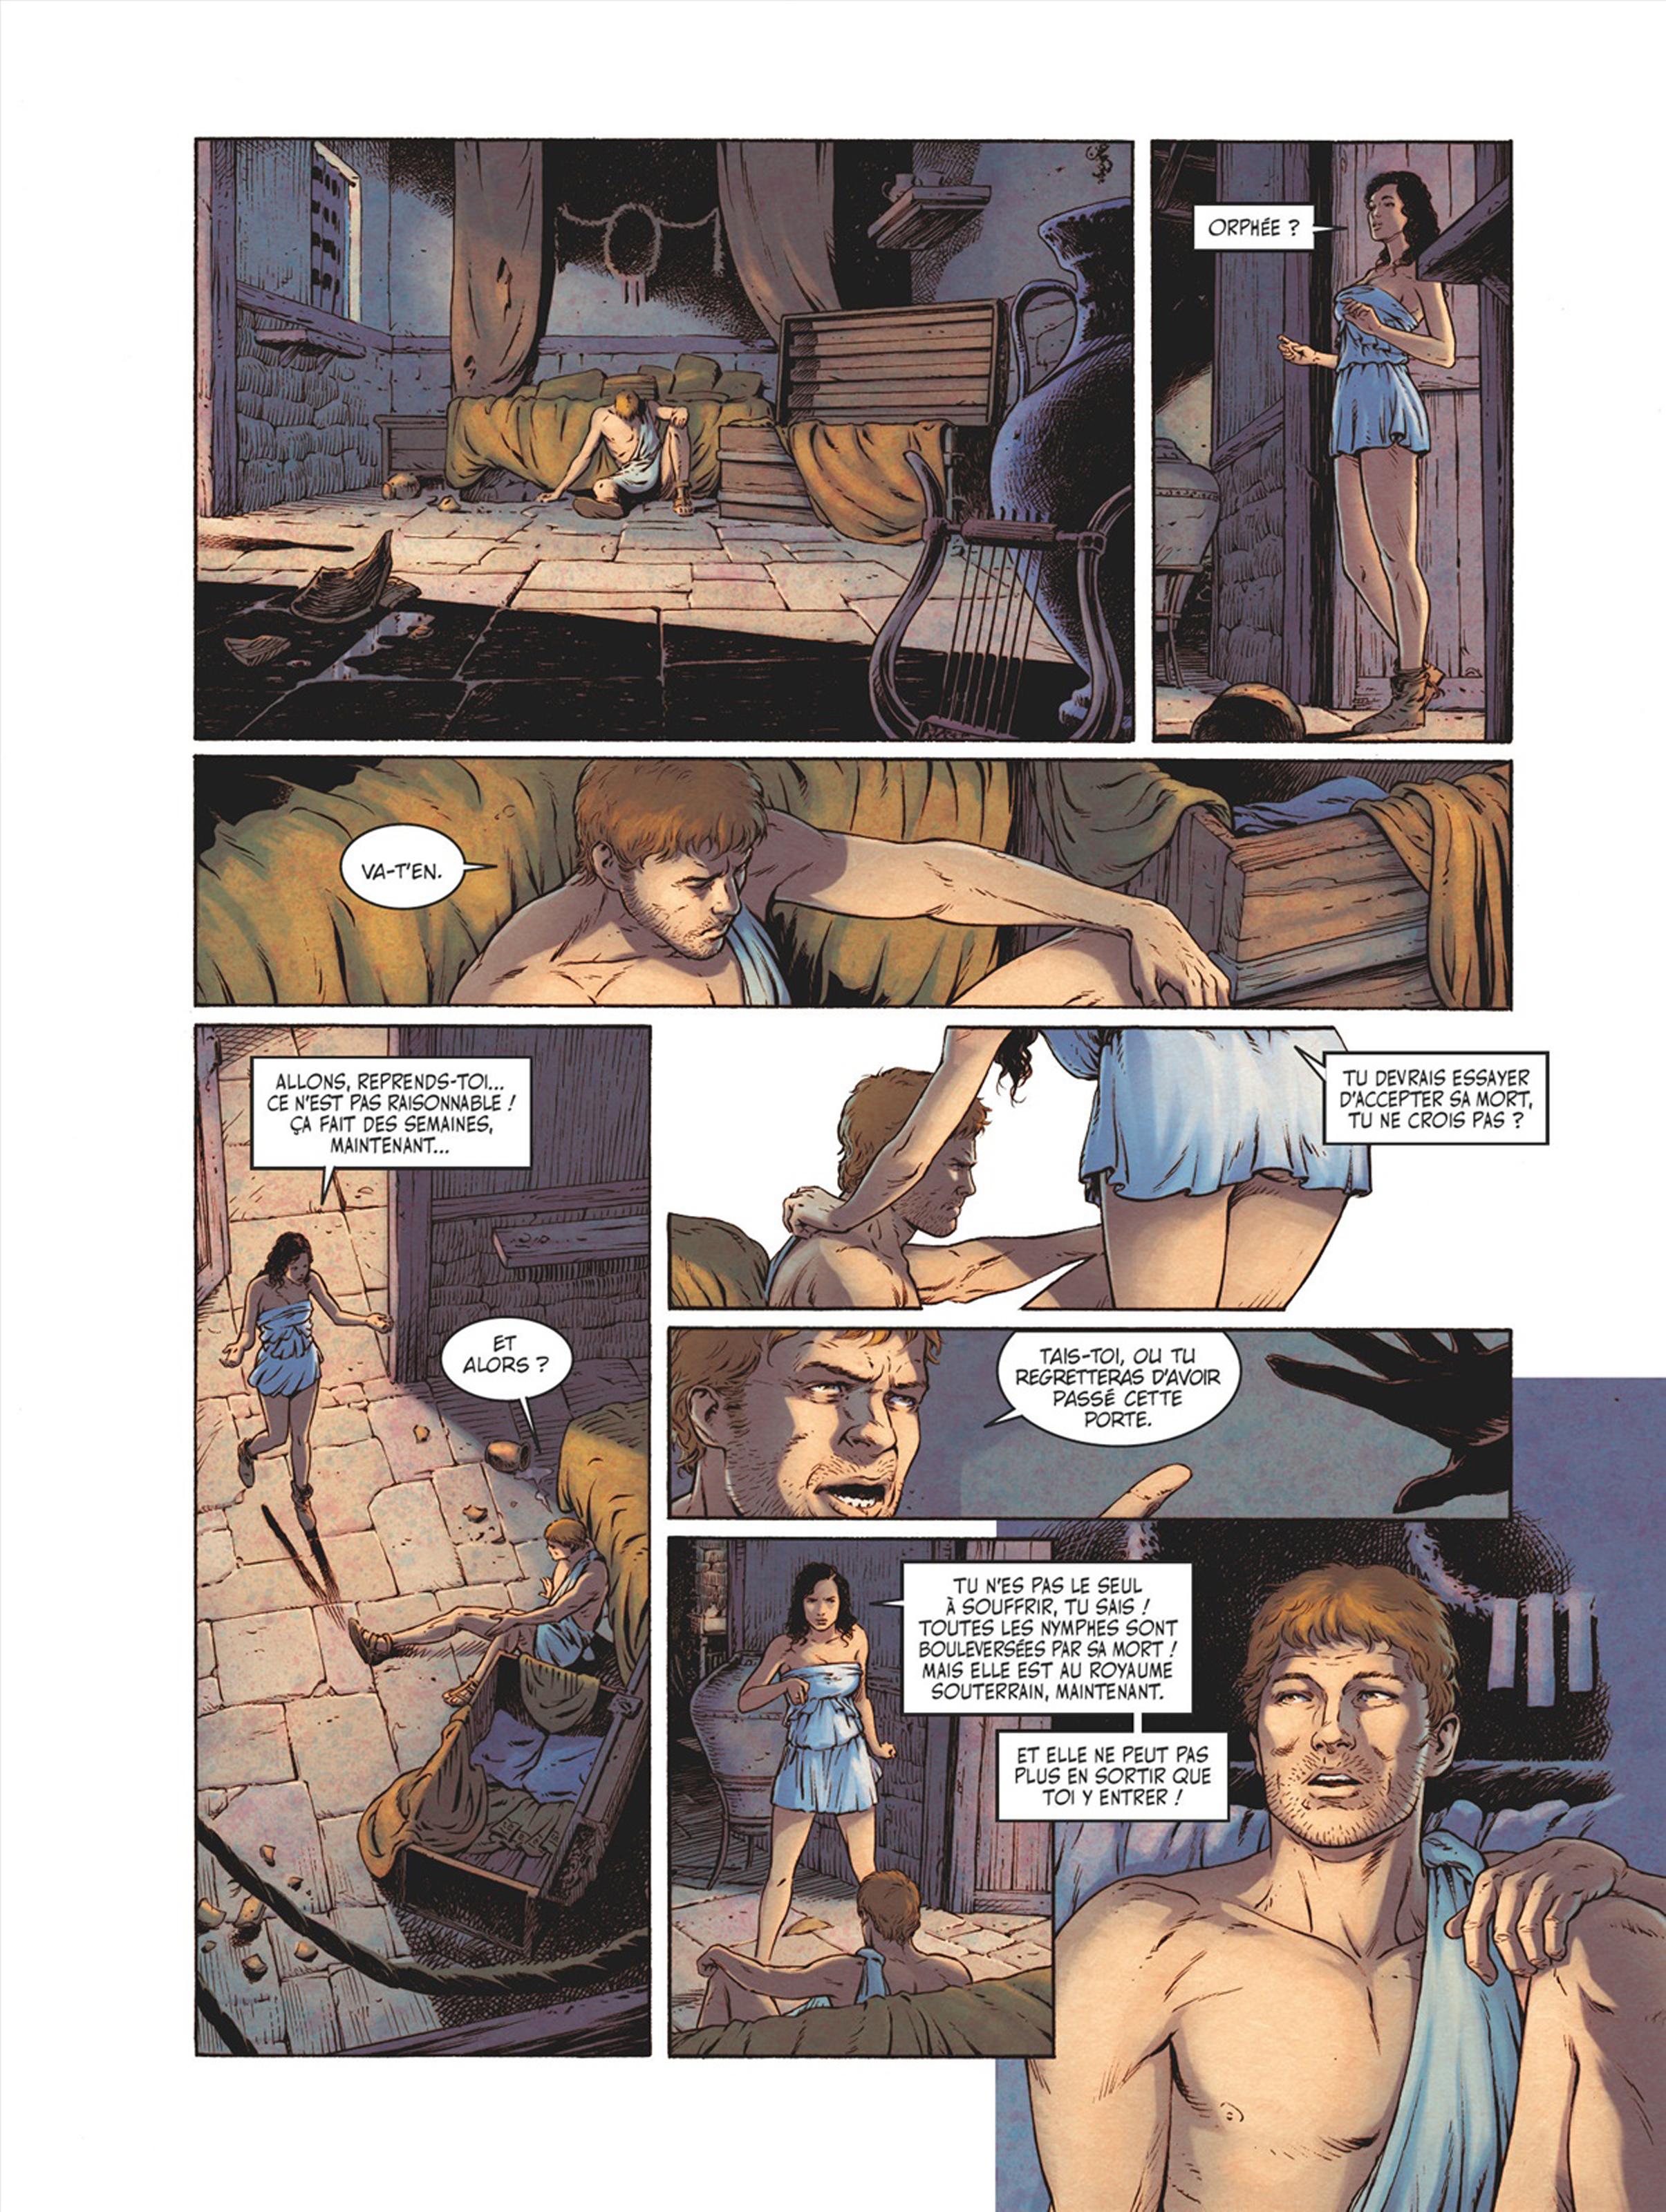 ORPHÉE ?
VA-T'EN.
ALLONS, REPRENDS-TOI...
CE N'EST PAS RAISONNABLE !
ÇA FAIT DES SEMAINES,
MAINTENANT...
ET
ALORS ?
TU DEVRAIS ESSAYER
D'ACCEPTER SA MORT,
TU NE CROIS PAS ?
TAIS-TOI, OU TU
REGRETTERAS D'AVOIR
PASSÉ CETTE
PORTE.
TU N'ES PAS LE SEUL
À SOUFFRIR, TU SAIS !
TOUTES LES NYMPHES SONT
BOULEVERSÉES PAR SA MORT !
MAIS ELLE EST AU ROYAUME
SOUTERRAIN, MAINTENANT.
ET ELLE NE PEUT PAS
PLUS EN SORTIR QUE
TOI Y ENTRER !